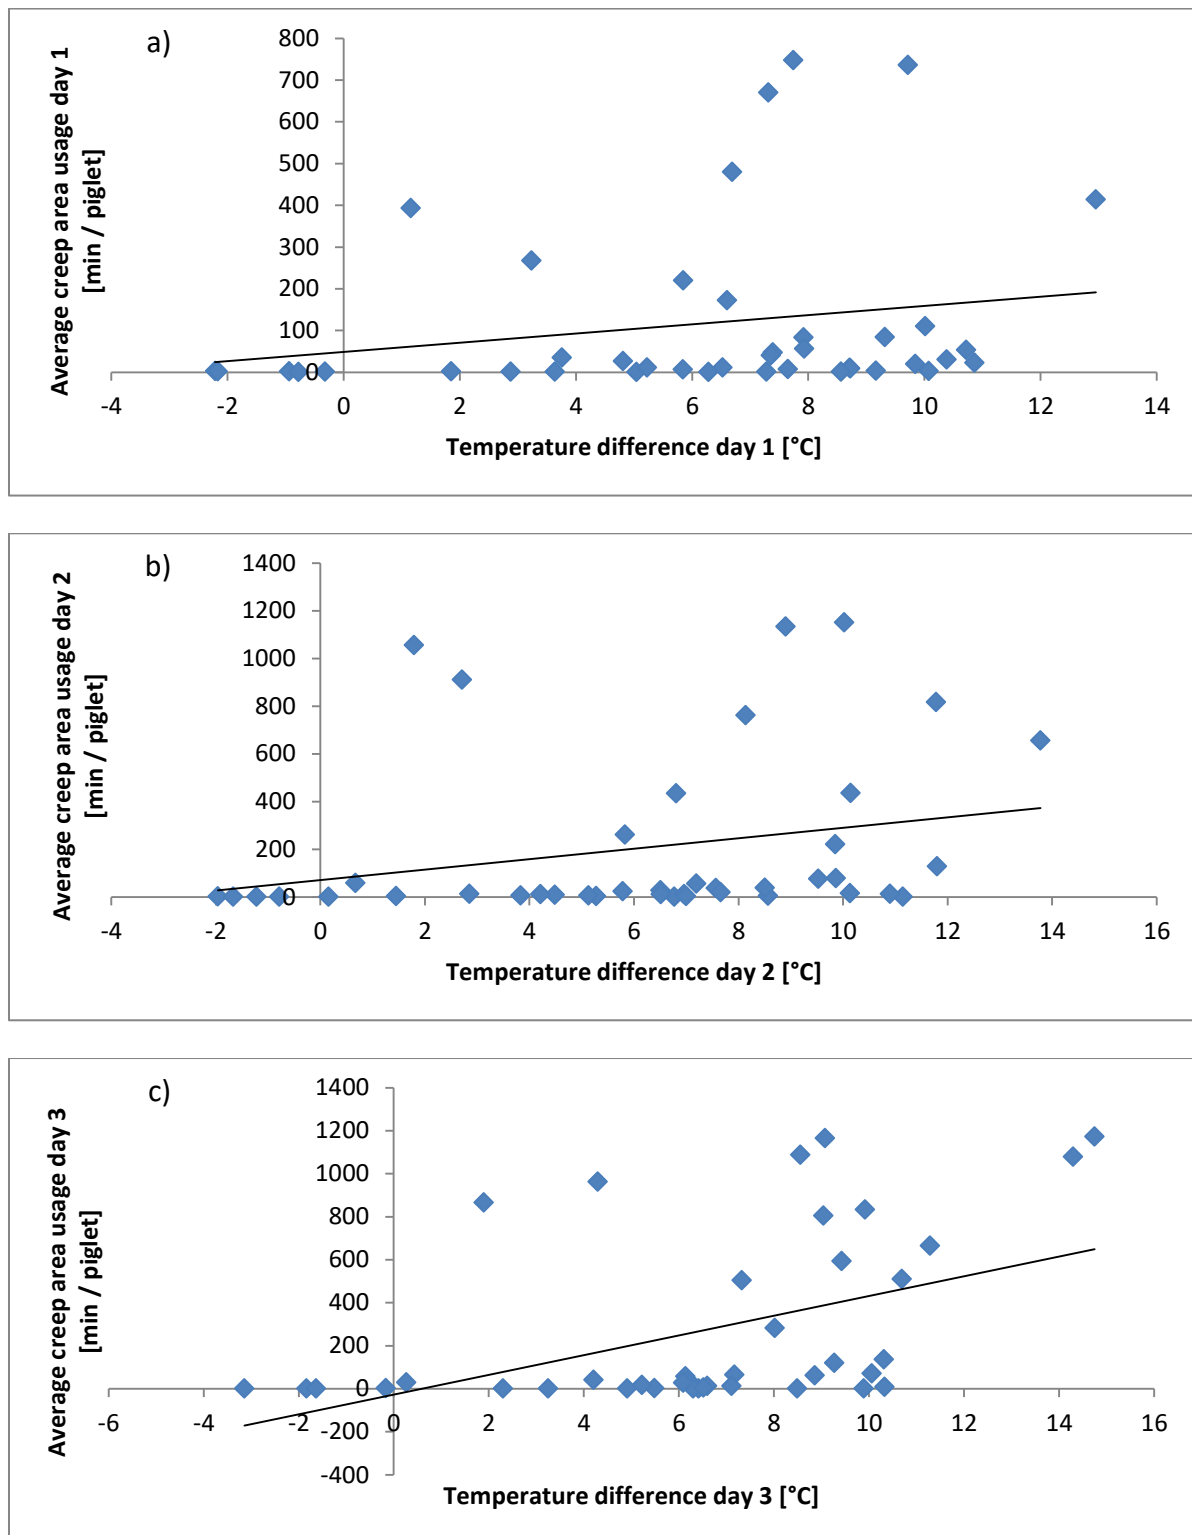 a)
Average creep area usage day 1
[min / piglet]
800
700
600
500
400
300
200
100
0
-4 -2 0 2 4 6 8 10 12 14
Temperature difference day 1 [°C]
b)
Average creep area usage day 2
[min / piglet]
1400
1200
1000
800
600
400
200
0
-4 -2 0 2 4 6 8 10 12 14 16
Temperature difference day 2 [°C]
c)
Average creep area usage day 3
[min / piglet]
1400
1200
1000
800
600
400
200
0
-6 -4 -2 0 2 4 6 8 10 12 14 16
-200
-400
Temperature difference day 3 [°C]